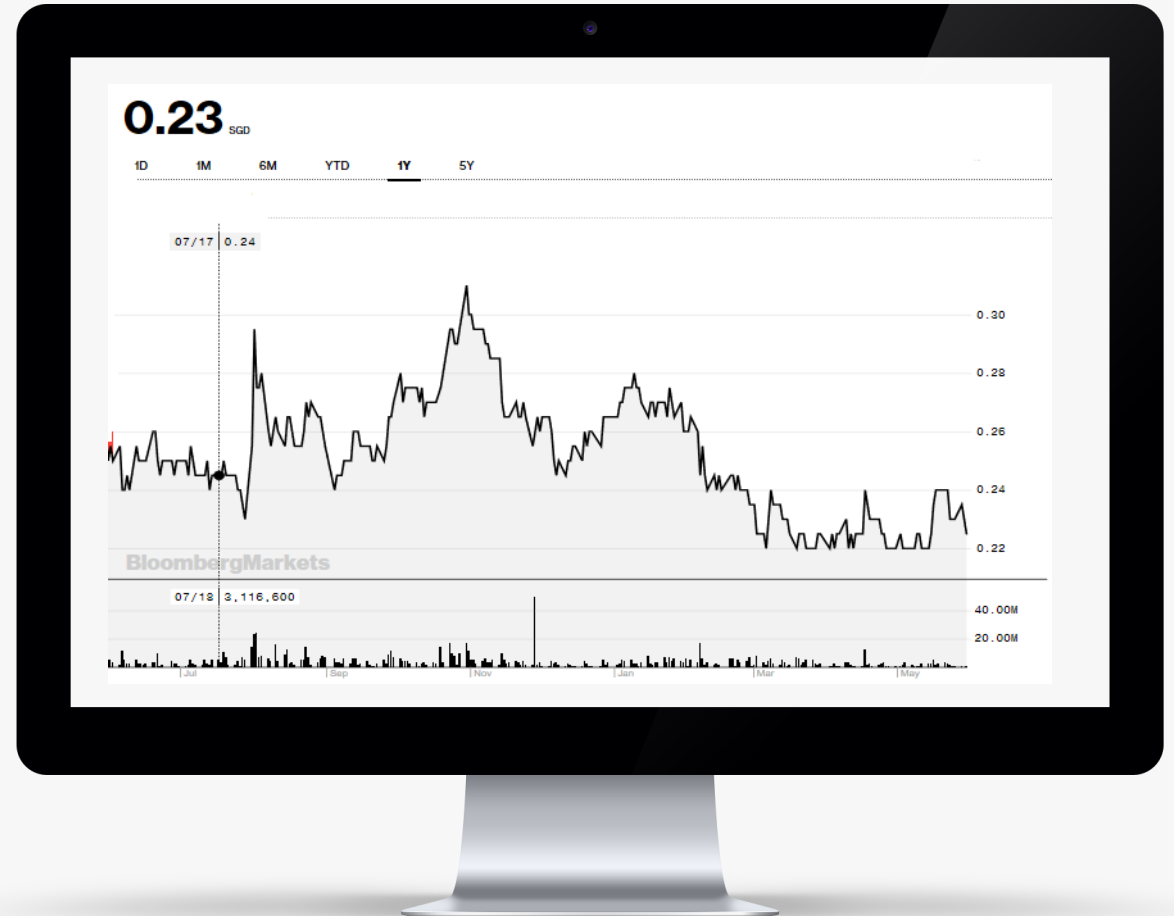 0.23 SGD
1D 1M 6M YTD 1Y 5Y
07/17 0.24
0.30
0.28
0.26
0.24
0.22
BloombergMarkets
07/18 3,116,600
40.00M
20.00M
Jul Sep Nov Jan Mar May